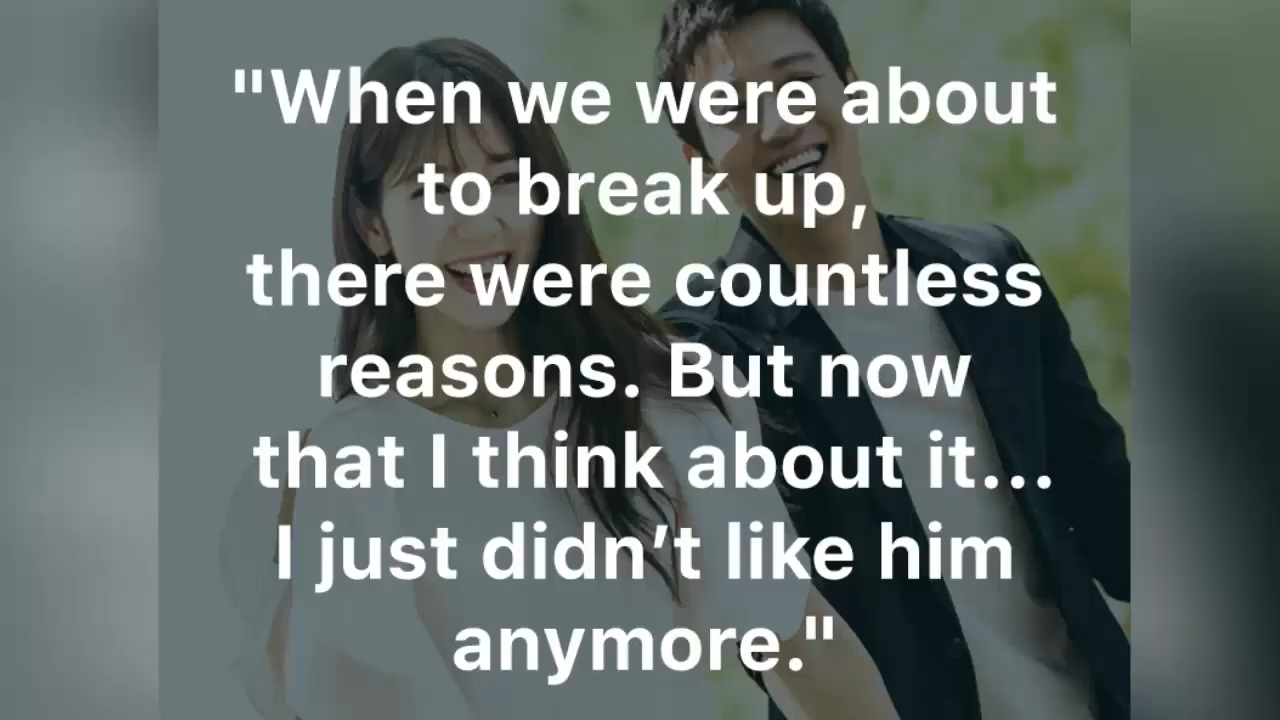 "When we were about
to break up,
there were countless
reasons. But now
that I think about it...
I just didn’t like him
anymore."